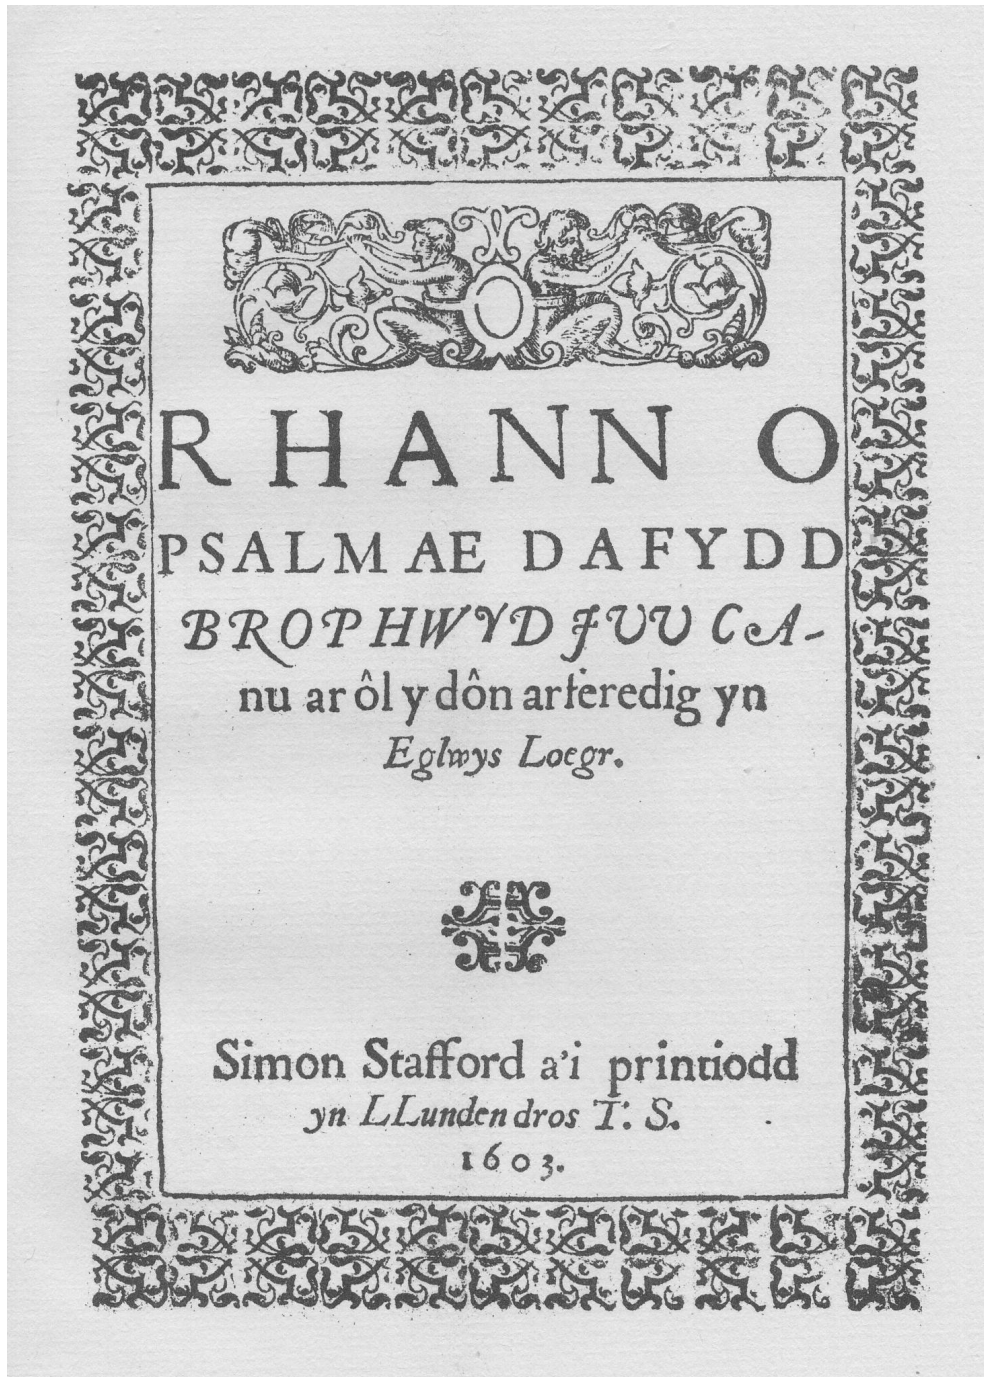 RHANN O
PSALMAE DAFYDD
BROPHWYD JUU CA-
nu ar ôl y dôn arferedig yn
Eglwys Loegr.
Simon Stafford a'i printiodd
yn LLunden dros T. S.
1603.